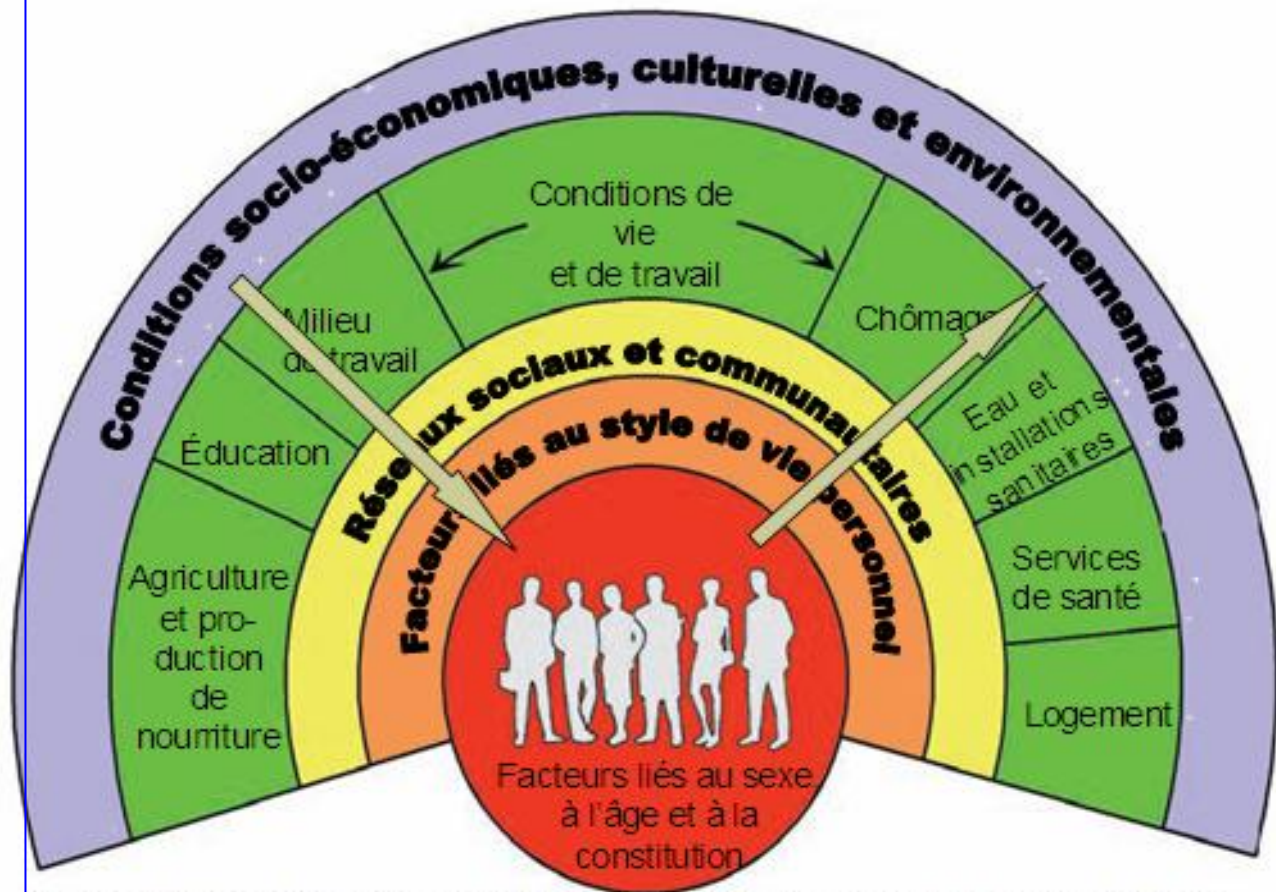 Conditions socio-économiques, culturelles et environnementales
Conditions de
vie
et de travail
Milieu
de travail
Chômage
Éducation
Eau et
installations
sanitaires
Agriculture
et pro-
duction
de
nourriture
Services
de santé
Logement
Réseaux sociaux et communautaires
Facteurs liés au style de vie personnel
Facteurs liés au sexe,
à l'âge et à la
constitution